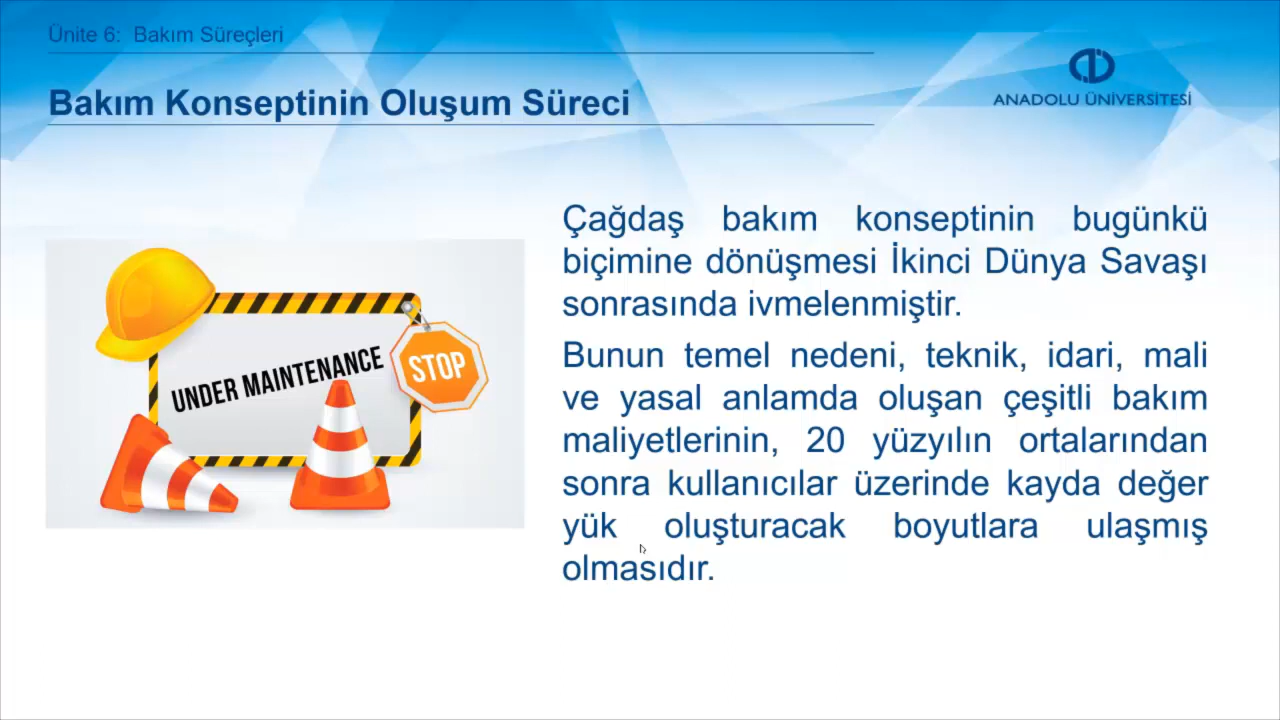 Ünite 6:  Bakım Süreçleri
Bakım Konseptinin Oluşum Süreci
ANADOLU ÜNİVERSİTESİ
Çağdaş bakım konseptinin bugünkü
biçimine dönüşmesi İkinci Dünya Savaşı
sonrasında ivmelenmiştir.
Bunun temel nedeni, teknik, idari, mali
ve yasal anlamda oluşan çeşitli bakım
maliyetlerinin, 20 yüzyılın ortalarından
sonra kullanıcılar üzerinde kayda değer
yük oluşturacak boyutlara ulaşmış
olmasıdır.
UNDER MAINTENANCE
STOP